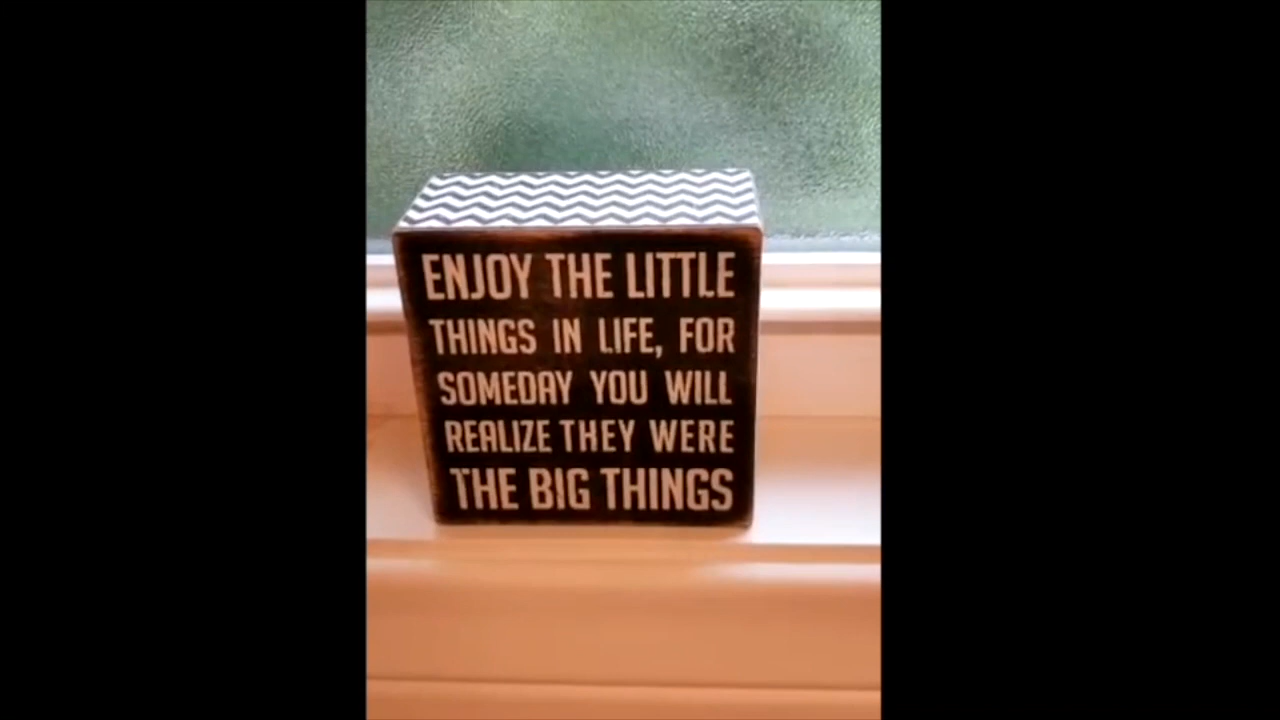 ENJOY THE LITTLE
THINGS IN LIFE, FOR
SOMEDAY YOU WILL
REALIZE THEY WERE
THE BIG THINGS